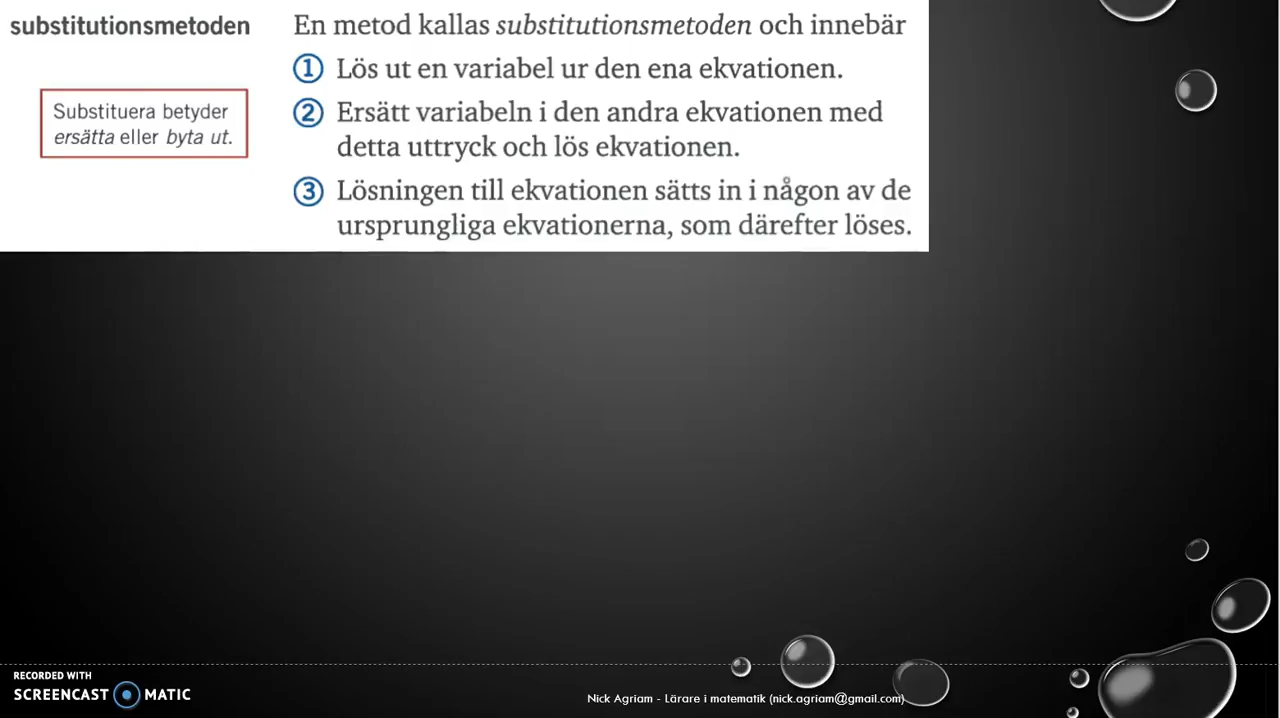 substitutionsmetoden
En metod kallas substitutionsmetoden och innebär
1 Lös ut en variabel ur den ena ekvationen.
Substituera betyder
ersätta eller byta ut.
2 Ersätt variabeln i den andra ekvationen med
detta uttryck och lös ekvationen.
3 Lösningen till ekvationen sätts in i någon av de
ursprungliga ekvationerna, som därefter löses.
RECORDED WITH
SCREENCAST MATIC
Nick Agriam - Lärare i matematik (nick.agriam@gmail.com)